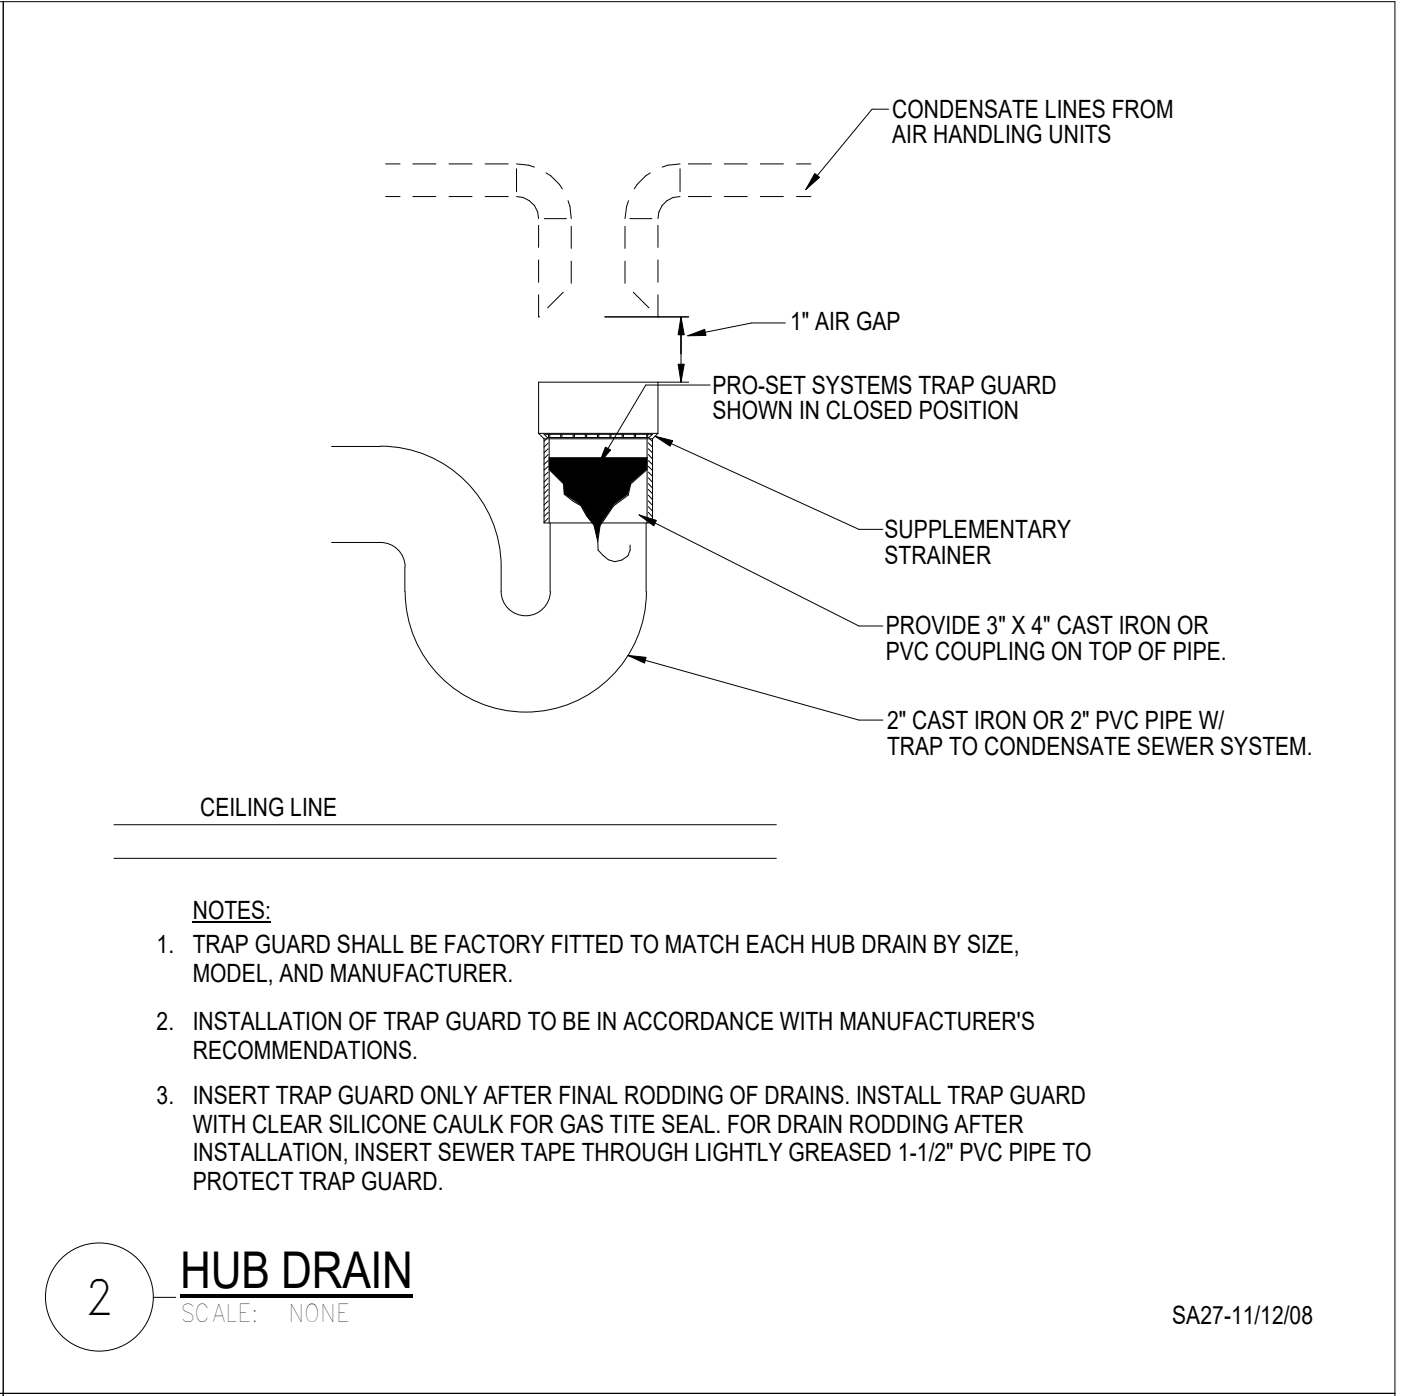 CONDENSATE LINES FROM
AIR HANDLING UNITS
1" AIR GAP
PRO-SET SYSTEMS TRAP GUARD
SHOWN IN CLOSED POSITION
SUPPLEMENTARY
STRAINER
PROVIDE 3" X 4" CAST IRON OR
PVC COUPLING ON TOP OF PIPE.
2" CAST IRON OR 2" PVC PIPE W/
TRAP TO CONDENSATE SEWER SYSTEM.
CEILING LINE
NOTES:
1. TRAP GUARD SHALL BE FACTORY FITTED TO MATCH EACH HUB DRAIN BY SIZE,
MODEL, AND MANUFACTURER.
2. INSTALLATION OF TRAP GUARD TO BE IN ACCORDANCE WITH MANUFACTURER'S
RECOMMENDATIONS.
3. INSERT TRAP GUARD ONLY AFTER FINAL RODDING OF DRAINS. INSTALL TRAP GUARD
WITH CLEAR SILICONE CAULK FOR GAS TITE SEAL. FOR DRAIN RODDING AFTER
INSTALLATION, INSERT SEWER TAPE THROUGH LIGHTLY GREASED 1-1/2" PVC PIPE TO
PROTECT TRAP GUARD.
2
HUB DRAIN
SCALE: NONE
SA27-11/12/08